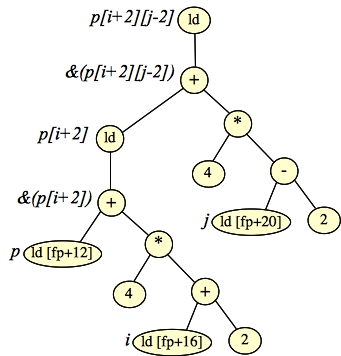 p[i+2][j-2] ld
&(p[i+2][j-2]) +
p[i+2] ld *
4 -
&(p[i+2]) + j ld [fp+20] 2
p ld [fp+12] *
4 +
i ld [fp+16] 2